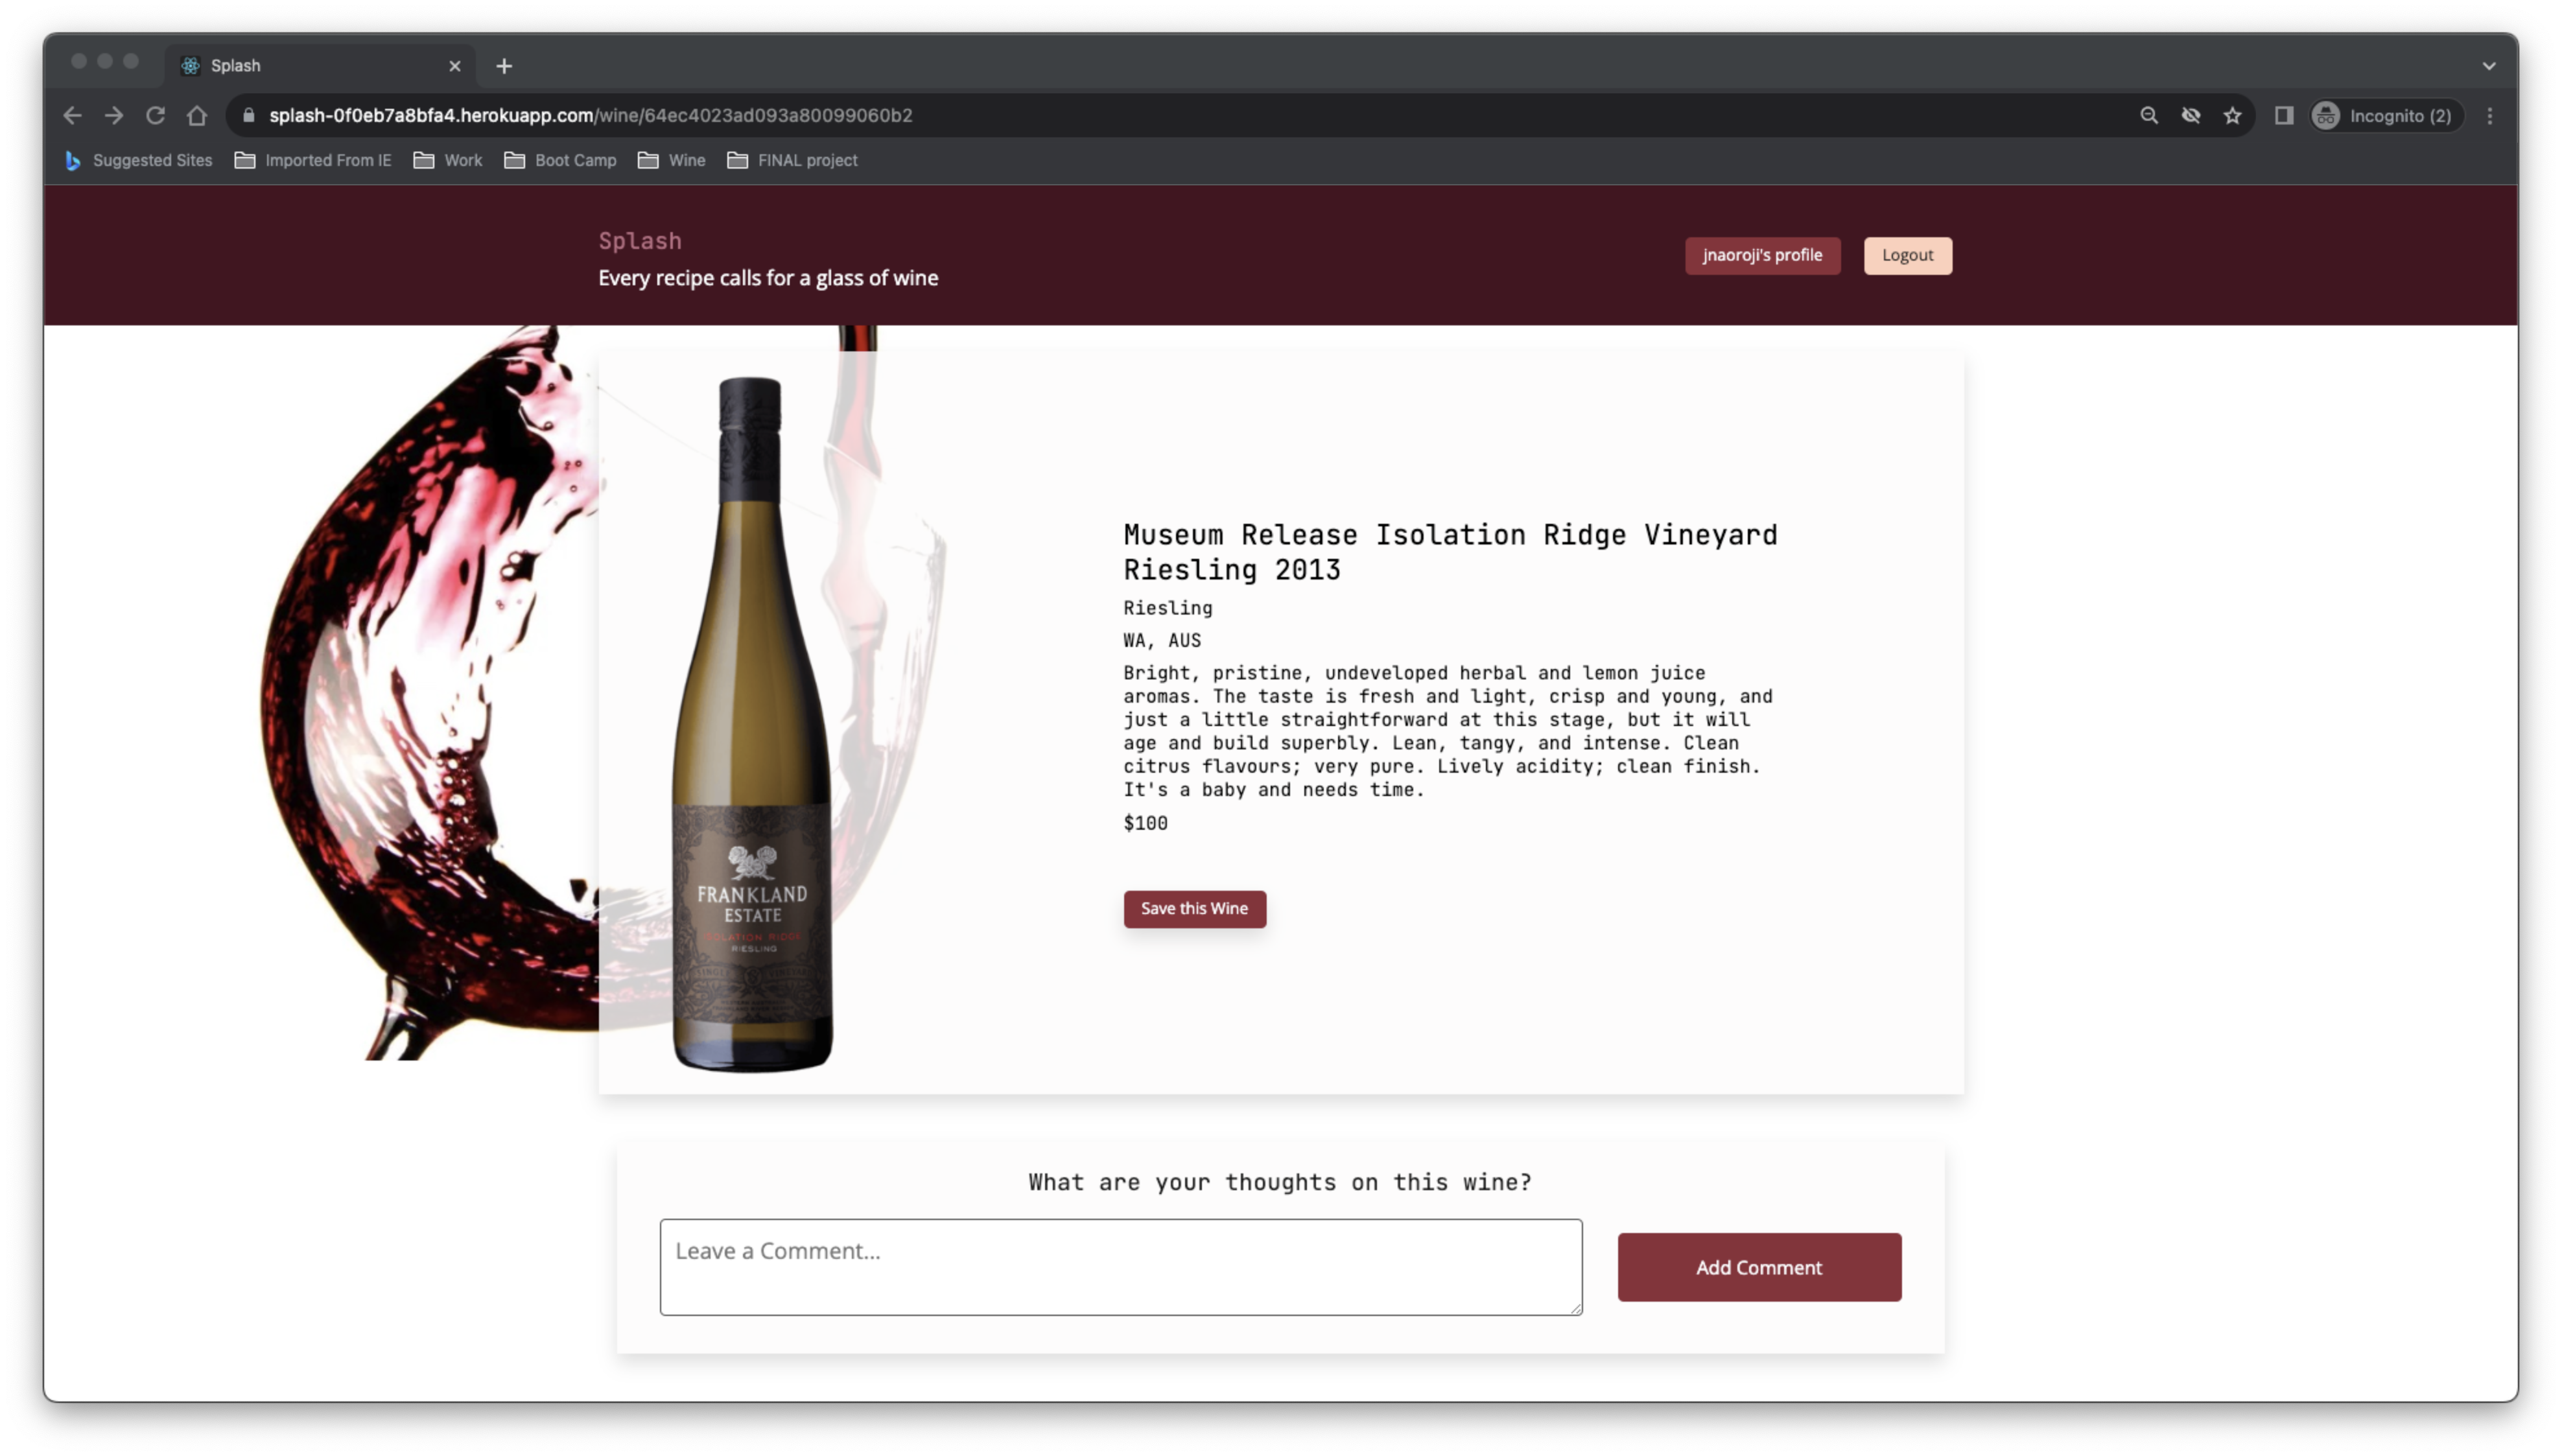 Splash
splash-0f0eb7a8bfa4.herokuapp.com/wine/64ec4023ad093a80099060b2
Incognito (2)
Suggested Sites Imported From IE Work Boot Camp Wine FINAL project
Splash
Every recipe calls for a glass of wine
jnaoroji's profile Logout
Museum Release Isolation Ridge Vineyard
Riesling 2013
Riesling
WA, AUS
Bright, pristine, undeveloped herbal and lemon juice
aromas. The taste is fresh and light, crisp and young, and
just a little straightforward at this stage, but it will
age and build superbly. Lean, tangy, and intense. Clean
citrus flavours; very pure. Lively acidity; clean finish.
It's a baby and needs time.
$100
Save this Wine
FRANKLAND
ESTATE
ISOLATION RIDGE
RIESLING
SINGLE VINEYARD
What are your thoughts on this wine?
Leave a Comment...
Add Comment